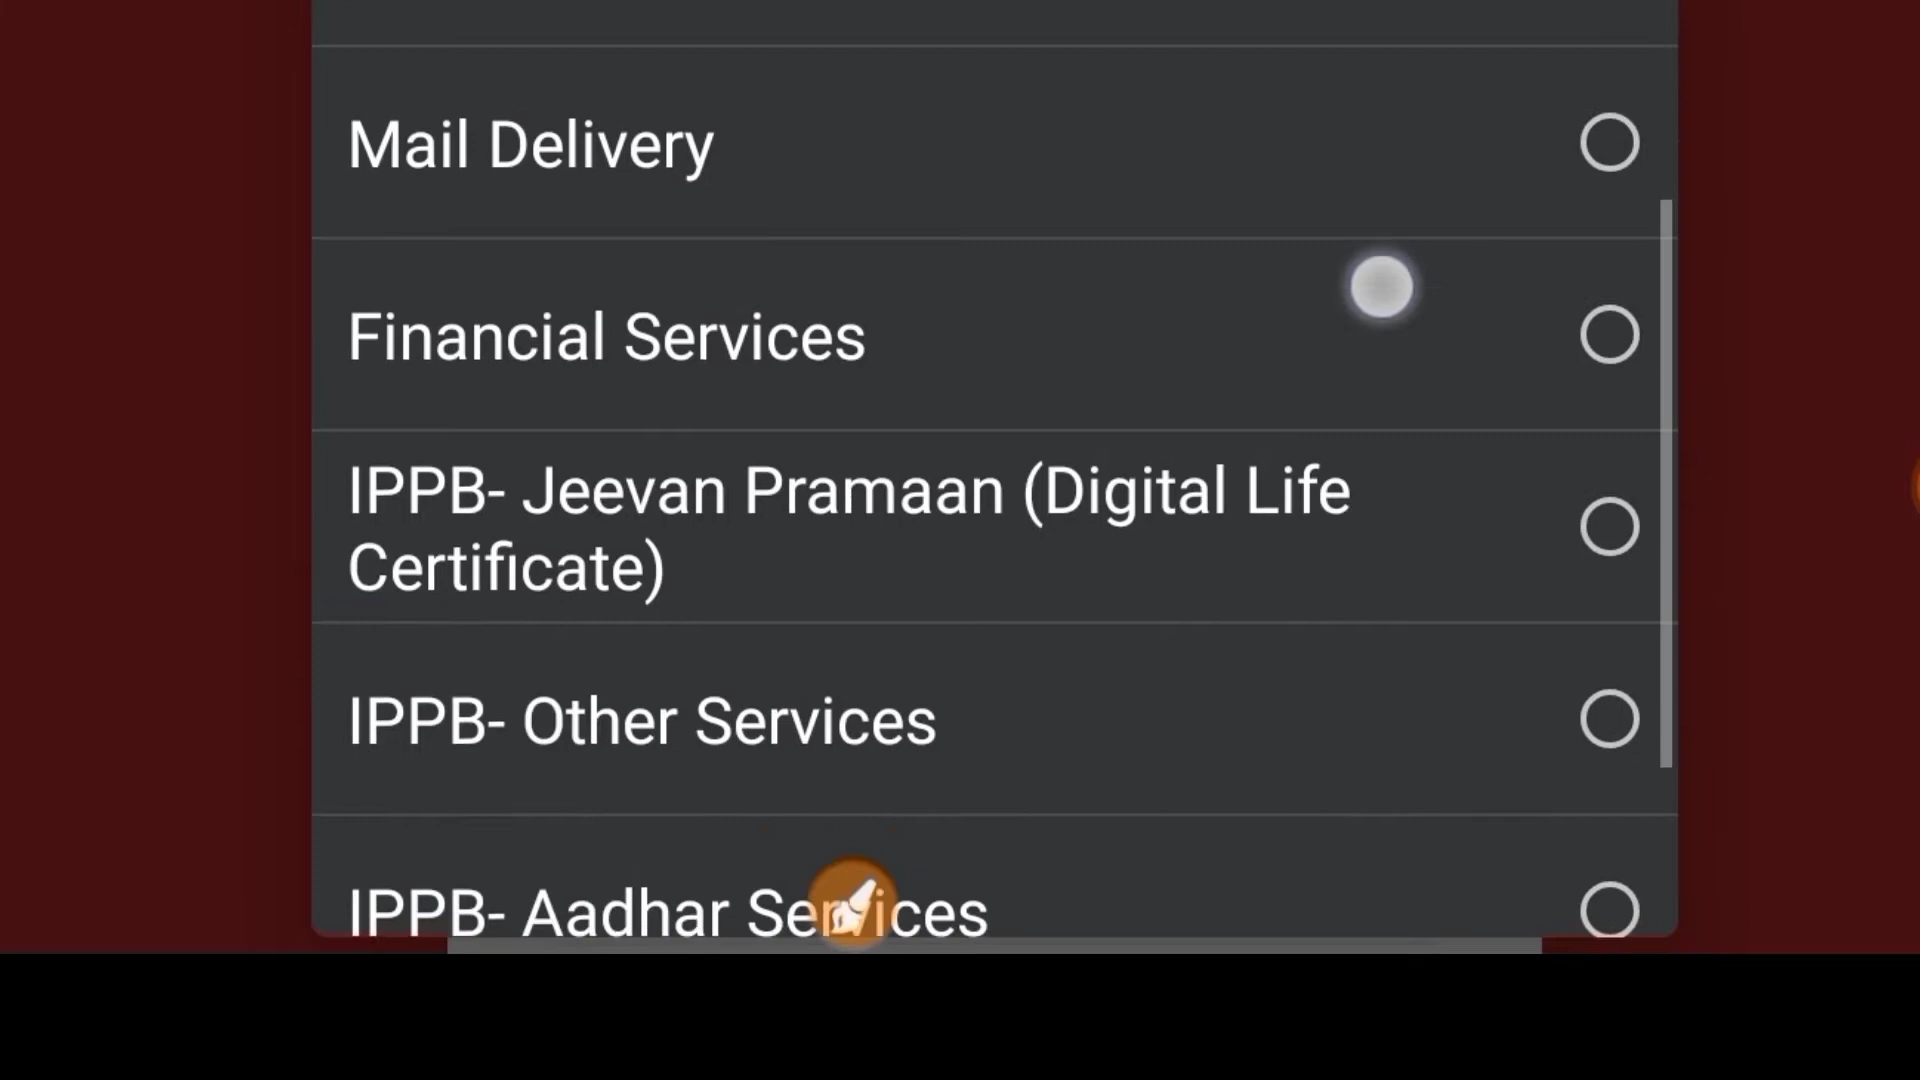 Mail Delivery
Financial Services
IPPB- Jeevan Pramaan (Digital Life
Certificate)
IPPB- Other Services
IPPB- Aadhar Services